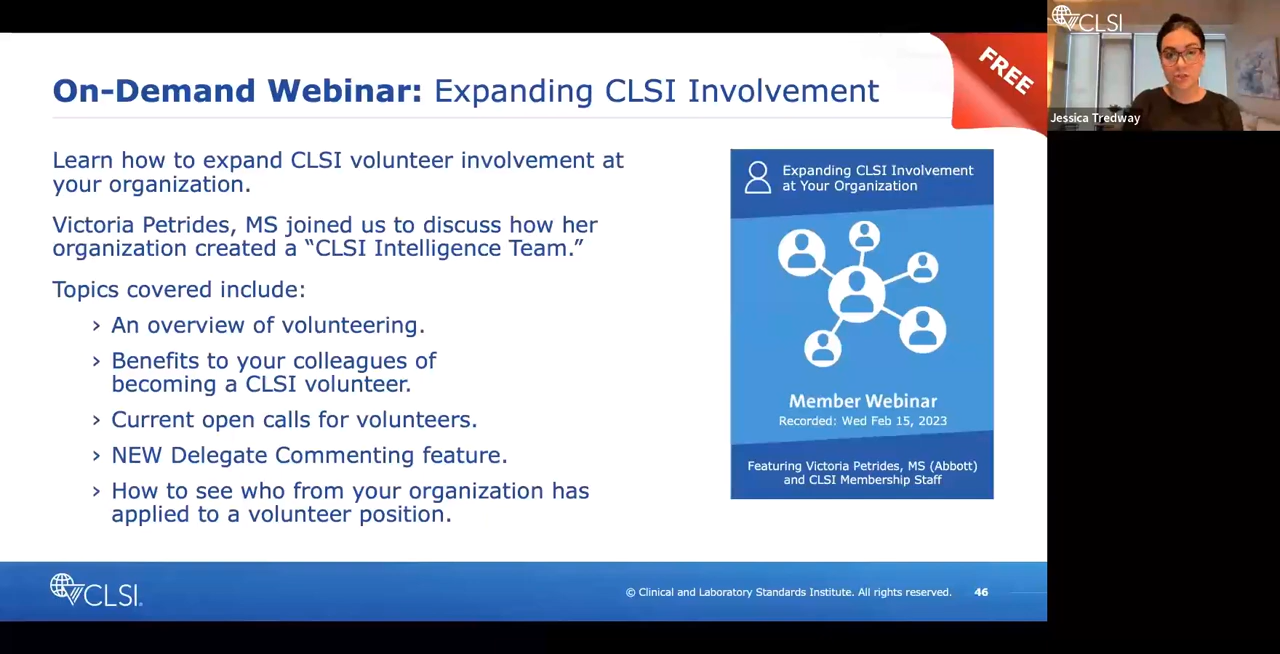 On-Demand Webinar: Expanding CLSI Involvement
FREE
Learn how to expand CLSI volunteer involvement at
your organization.
Victoria Petrides, MS joined us to discuss how her
organization created a “CLSI Intelligence Team.”
Topics covered include:
› An overview of volunteering.
› Benefits to your colleagues of
becoming a CLSI volunteer.
› Current open calls for volunteers.
› NEW Delegate Commenting feature.
› How to see who from your organization has
applied to a volunteer position.
Expanding CLSI Involvement
at Your Organization
Member Webinar
Recorded: Wed Feb 15, 2023
Featuring Victoria Petrides, MS (Abbott)
and CLSI Membership Staff
CLSI®
© Clinical and Laboratory Standards Institute. All rights reserved. 46
CLSI
Jessica Tredway